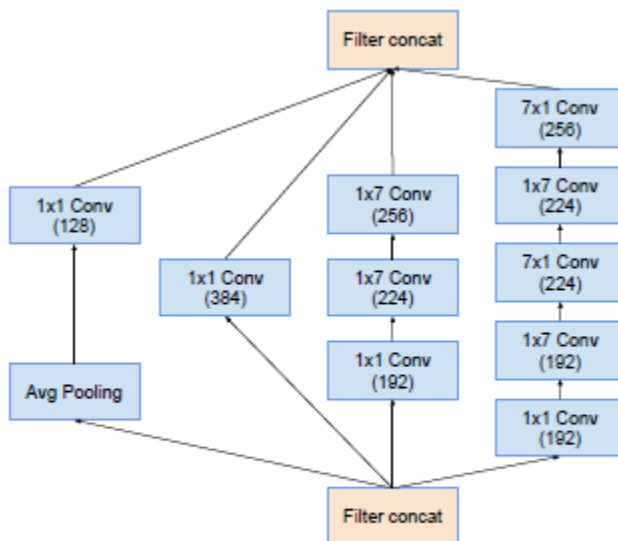 Filter concat
7x1 Conv
(256)
1x7 Conv
(224)
7x1 Conv
(224)
1x7 Conv
(192)
1x1 Conv
(192)
1x7 Conv
(256)
1x7 Conv
(224)
1x1 Conv
(192)
1x1 Conv
(384)
1x1 Conv
(128)
Avg Pooling
Filter concat